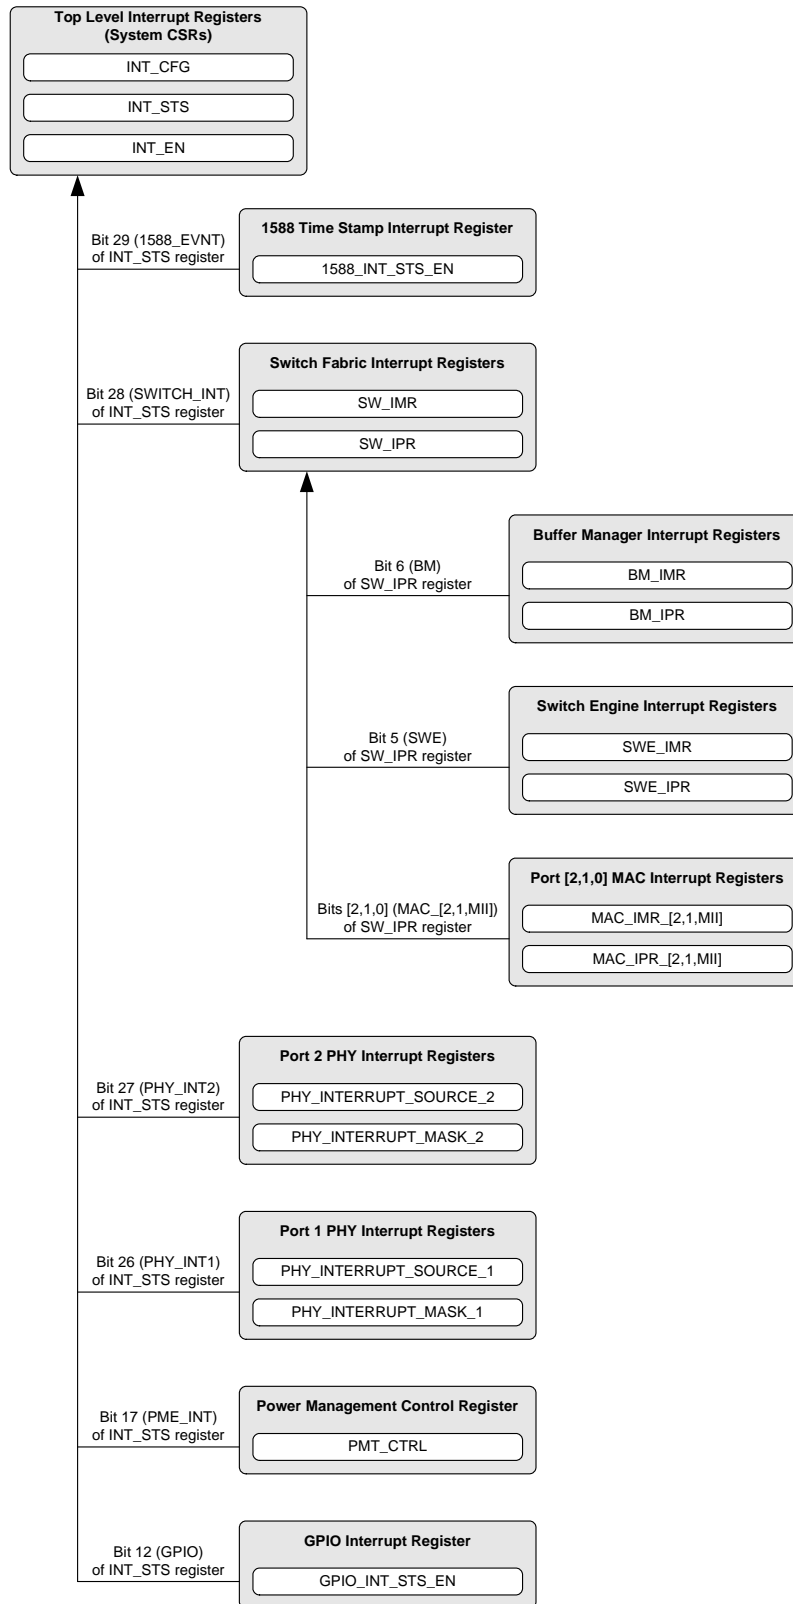 Top Level Interrupt Registers
(System CSRs)
INT_CFG
INT_STS
INT_EN
Bit 29 (1588_EVNT)
of INT_STS register
1588 Time Stamp Interrupt Register
1588_INT_STS_EN
Bit 28 (SWITCH_INT)
of INT_STS register
Switch Fabric Interrupt Registers
SW_IMR
SW_IPR
Bit 6 (BM)
of SW_IPR register
Buffer Manager Interrupt Registers
BM_IMR
BM_IPR
Bit 5 (SWE)
of SW_IPR register
Switch Engine Interrupt Registers
SWE_IMR
SWE_IPR
Bits [2,1,0] (MAC_[2,1,MII])
of SW_IPR register
Port [2,1,0] MAC Interrupt Registers
MAC_IMR_[2,1,MII]
MAC_IPR_[2,1,MII]
Bit 27 (PHY_INT2)
of INT_STS register
Port 2 PHY Interrupt Registers
PHY_INTERRUPT_SOURCE_2
PHY_INTERRUPT_MASK_2
Bit 26 (PHY_INT1)
of INT_STS register
Port 1 PHY Interrupt Registers
PHY_INTERRUPT_SOURCE_1
PHY_INTERRUPT_MASK_1
Bit 17 (PME_INT)
of INT_STS register
Power Management Control Register
PMT_CTRL
Bit 12 (GPIO)
of INT_STS register
GPIO Interrupt Register
GPIO_INT_STS_EN